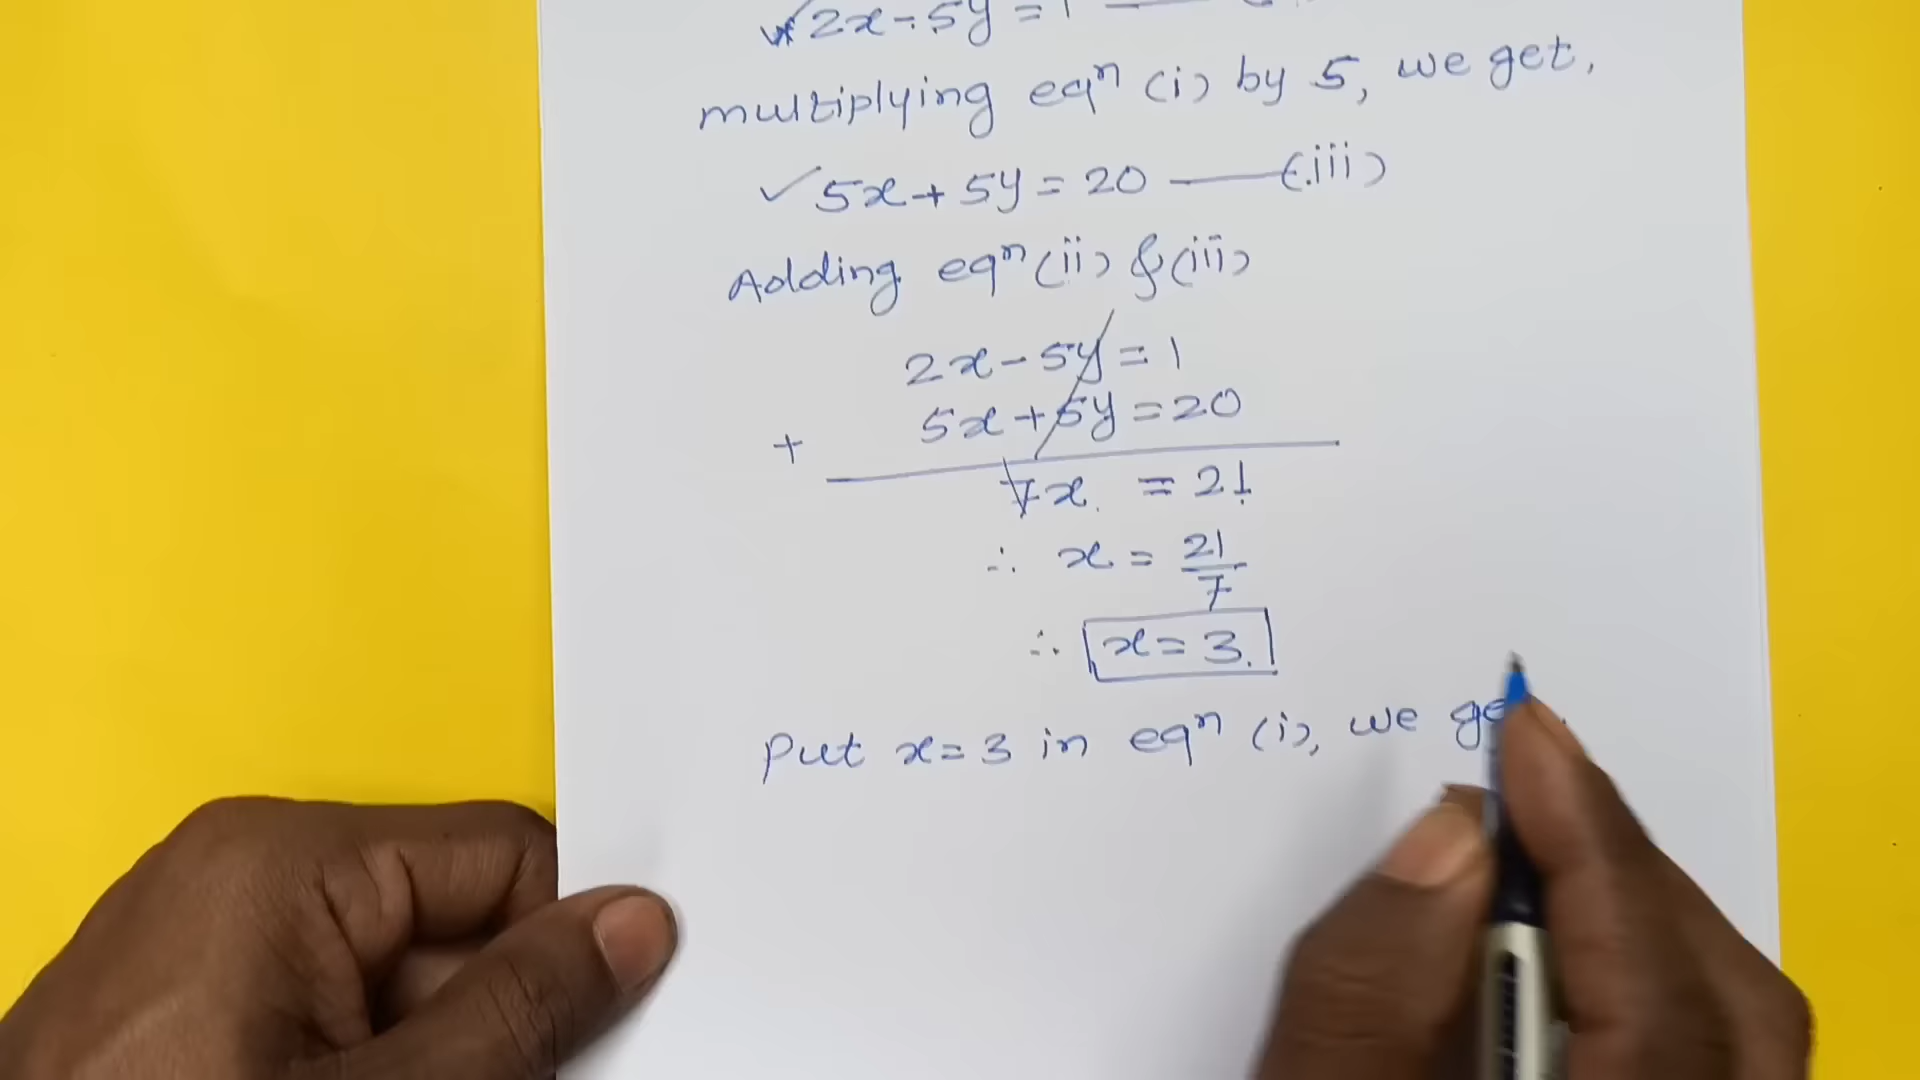 ✓2x-5y=1
multiplying eqⁿ (i) by 5, we get,
✓5x+5y=20 —— (iii)
Adding eqⁿ (ii) & (iii)
2x-5y=1
+ 5x+5y=20
7x = 21
∴ x = 21/7
∴ x=3.
Put x=3 in eqⁿ (i), we